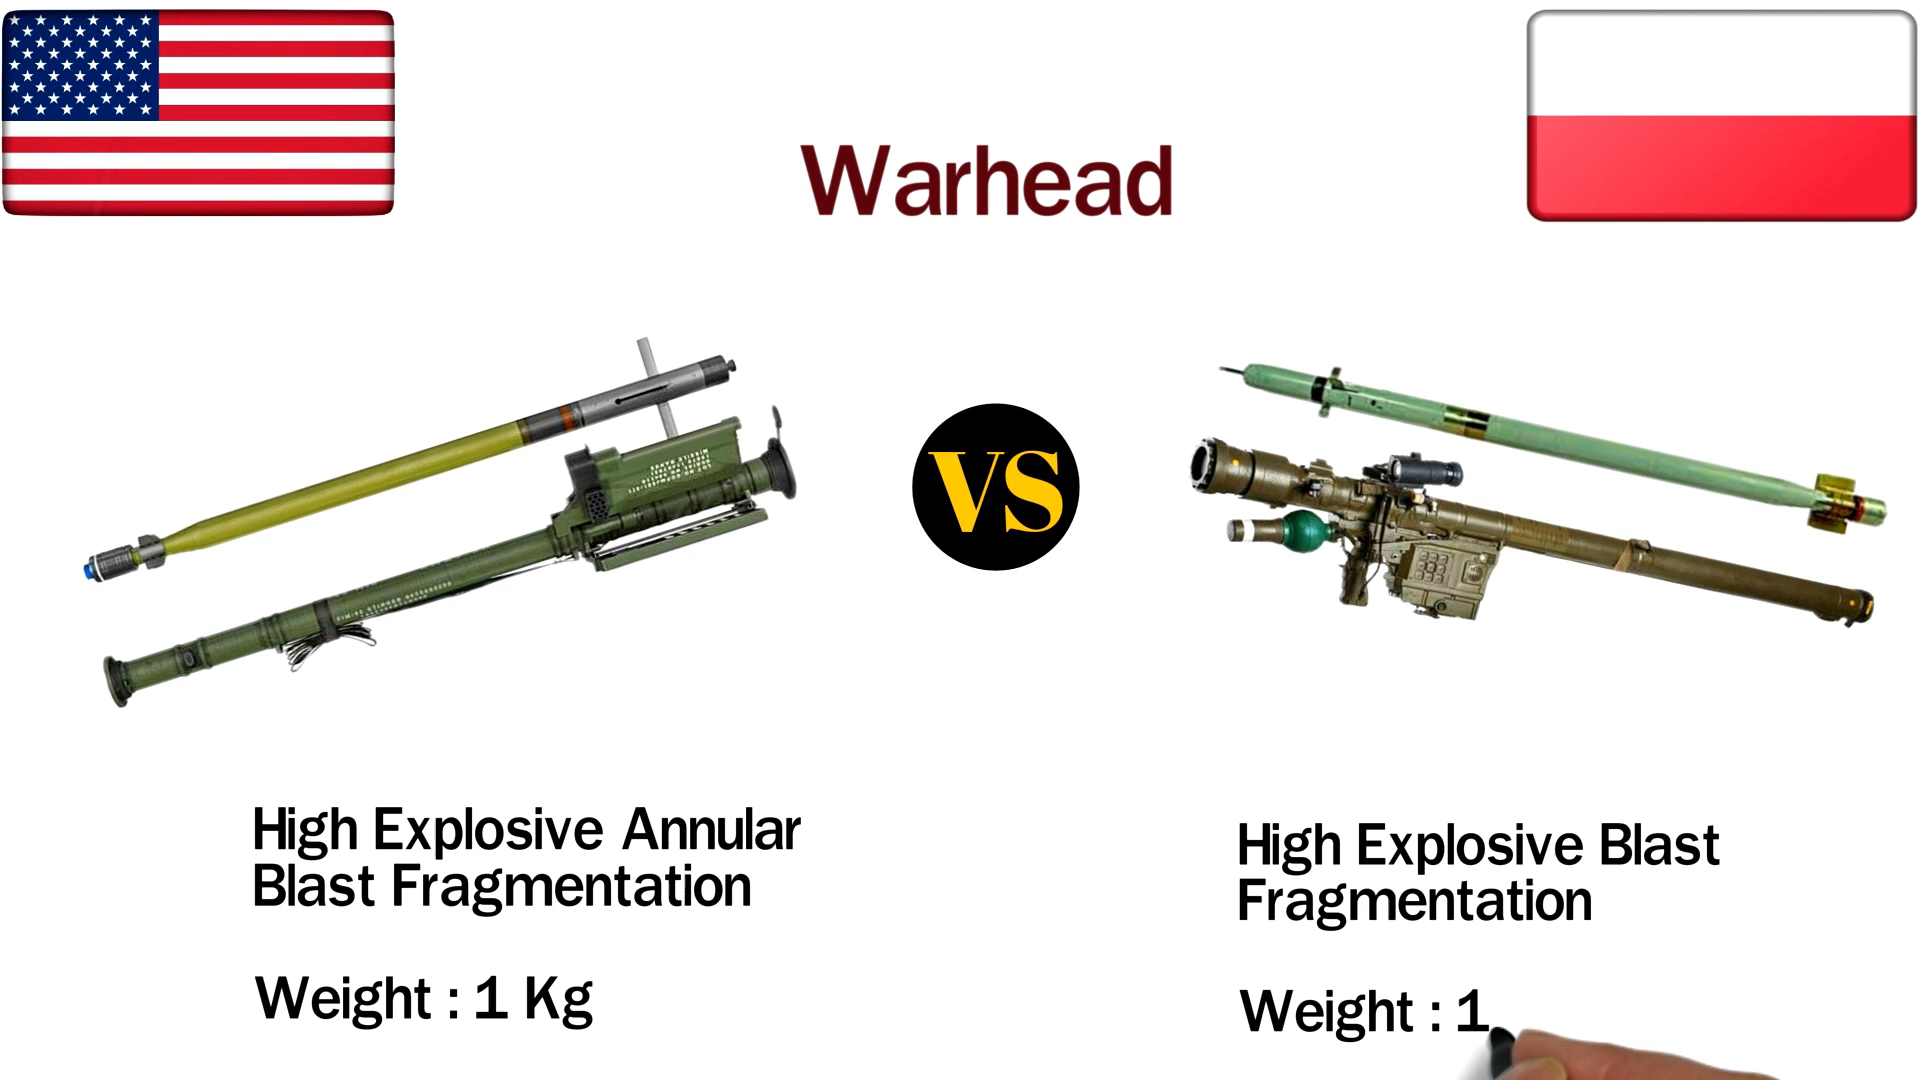 Warhead
VS
High Explosive Annular
Blast Fragmentation
Weight : 1 Kg
High Explosive Blast
Fragmentation
Weight : 1